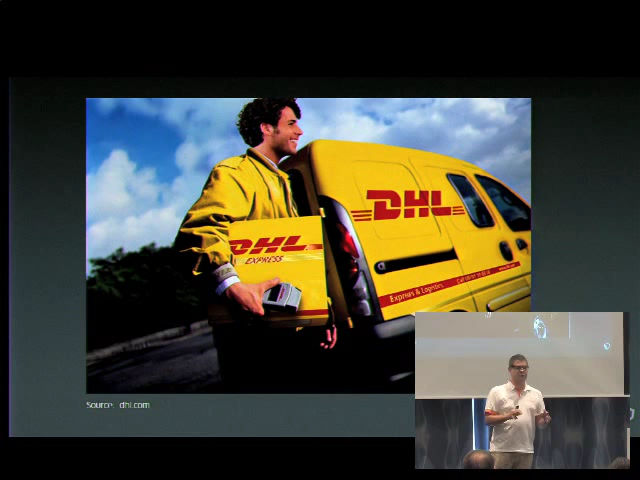 DHL
DHL
EXPRESS
Express & Logistics
Source: dhl.com